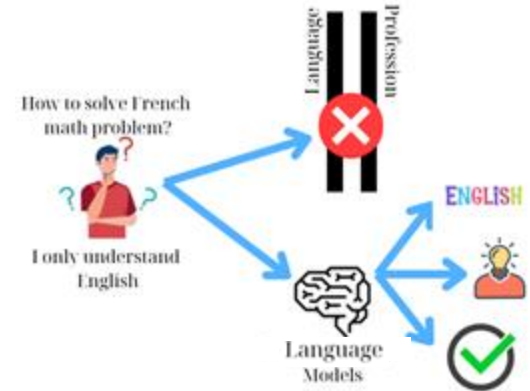 How to solve French
math problem?
I only understand
English
Language
Profession
ENGLISH
Language
Models